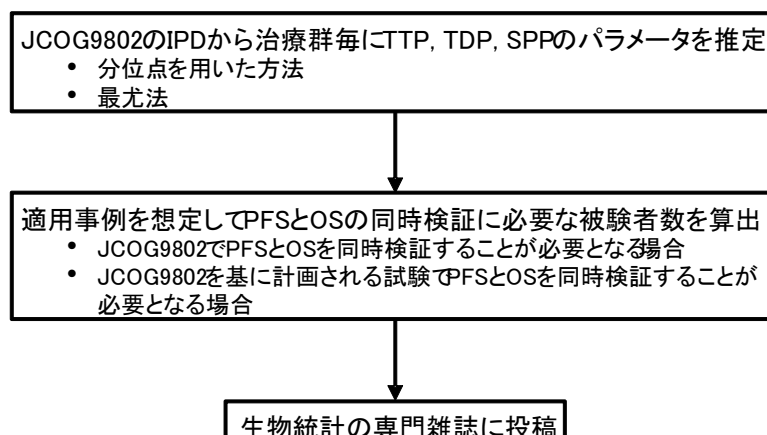 JCOG9802のIPDから治療群毎にTTP, TDP, SPPのパラメータを推定
• 分位点を用いた方法
• 最尤法
適用事例を想定してPFSとOSの同時検証に必要な被験者数を算出
• JCOG9802でPFSとOSを同時検証することが必要となる場合
• JCOG9802を基に計画される試験でPFSとOSを同時検証することが
必要となる場合
生物統計の専門雑誌に投稿